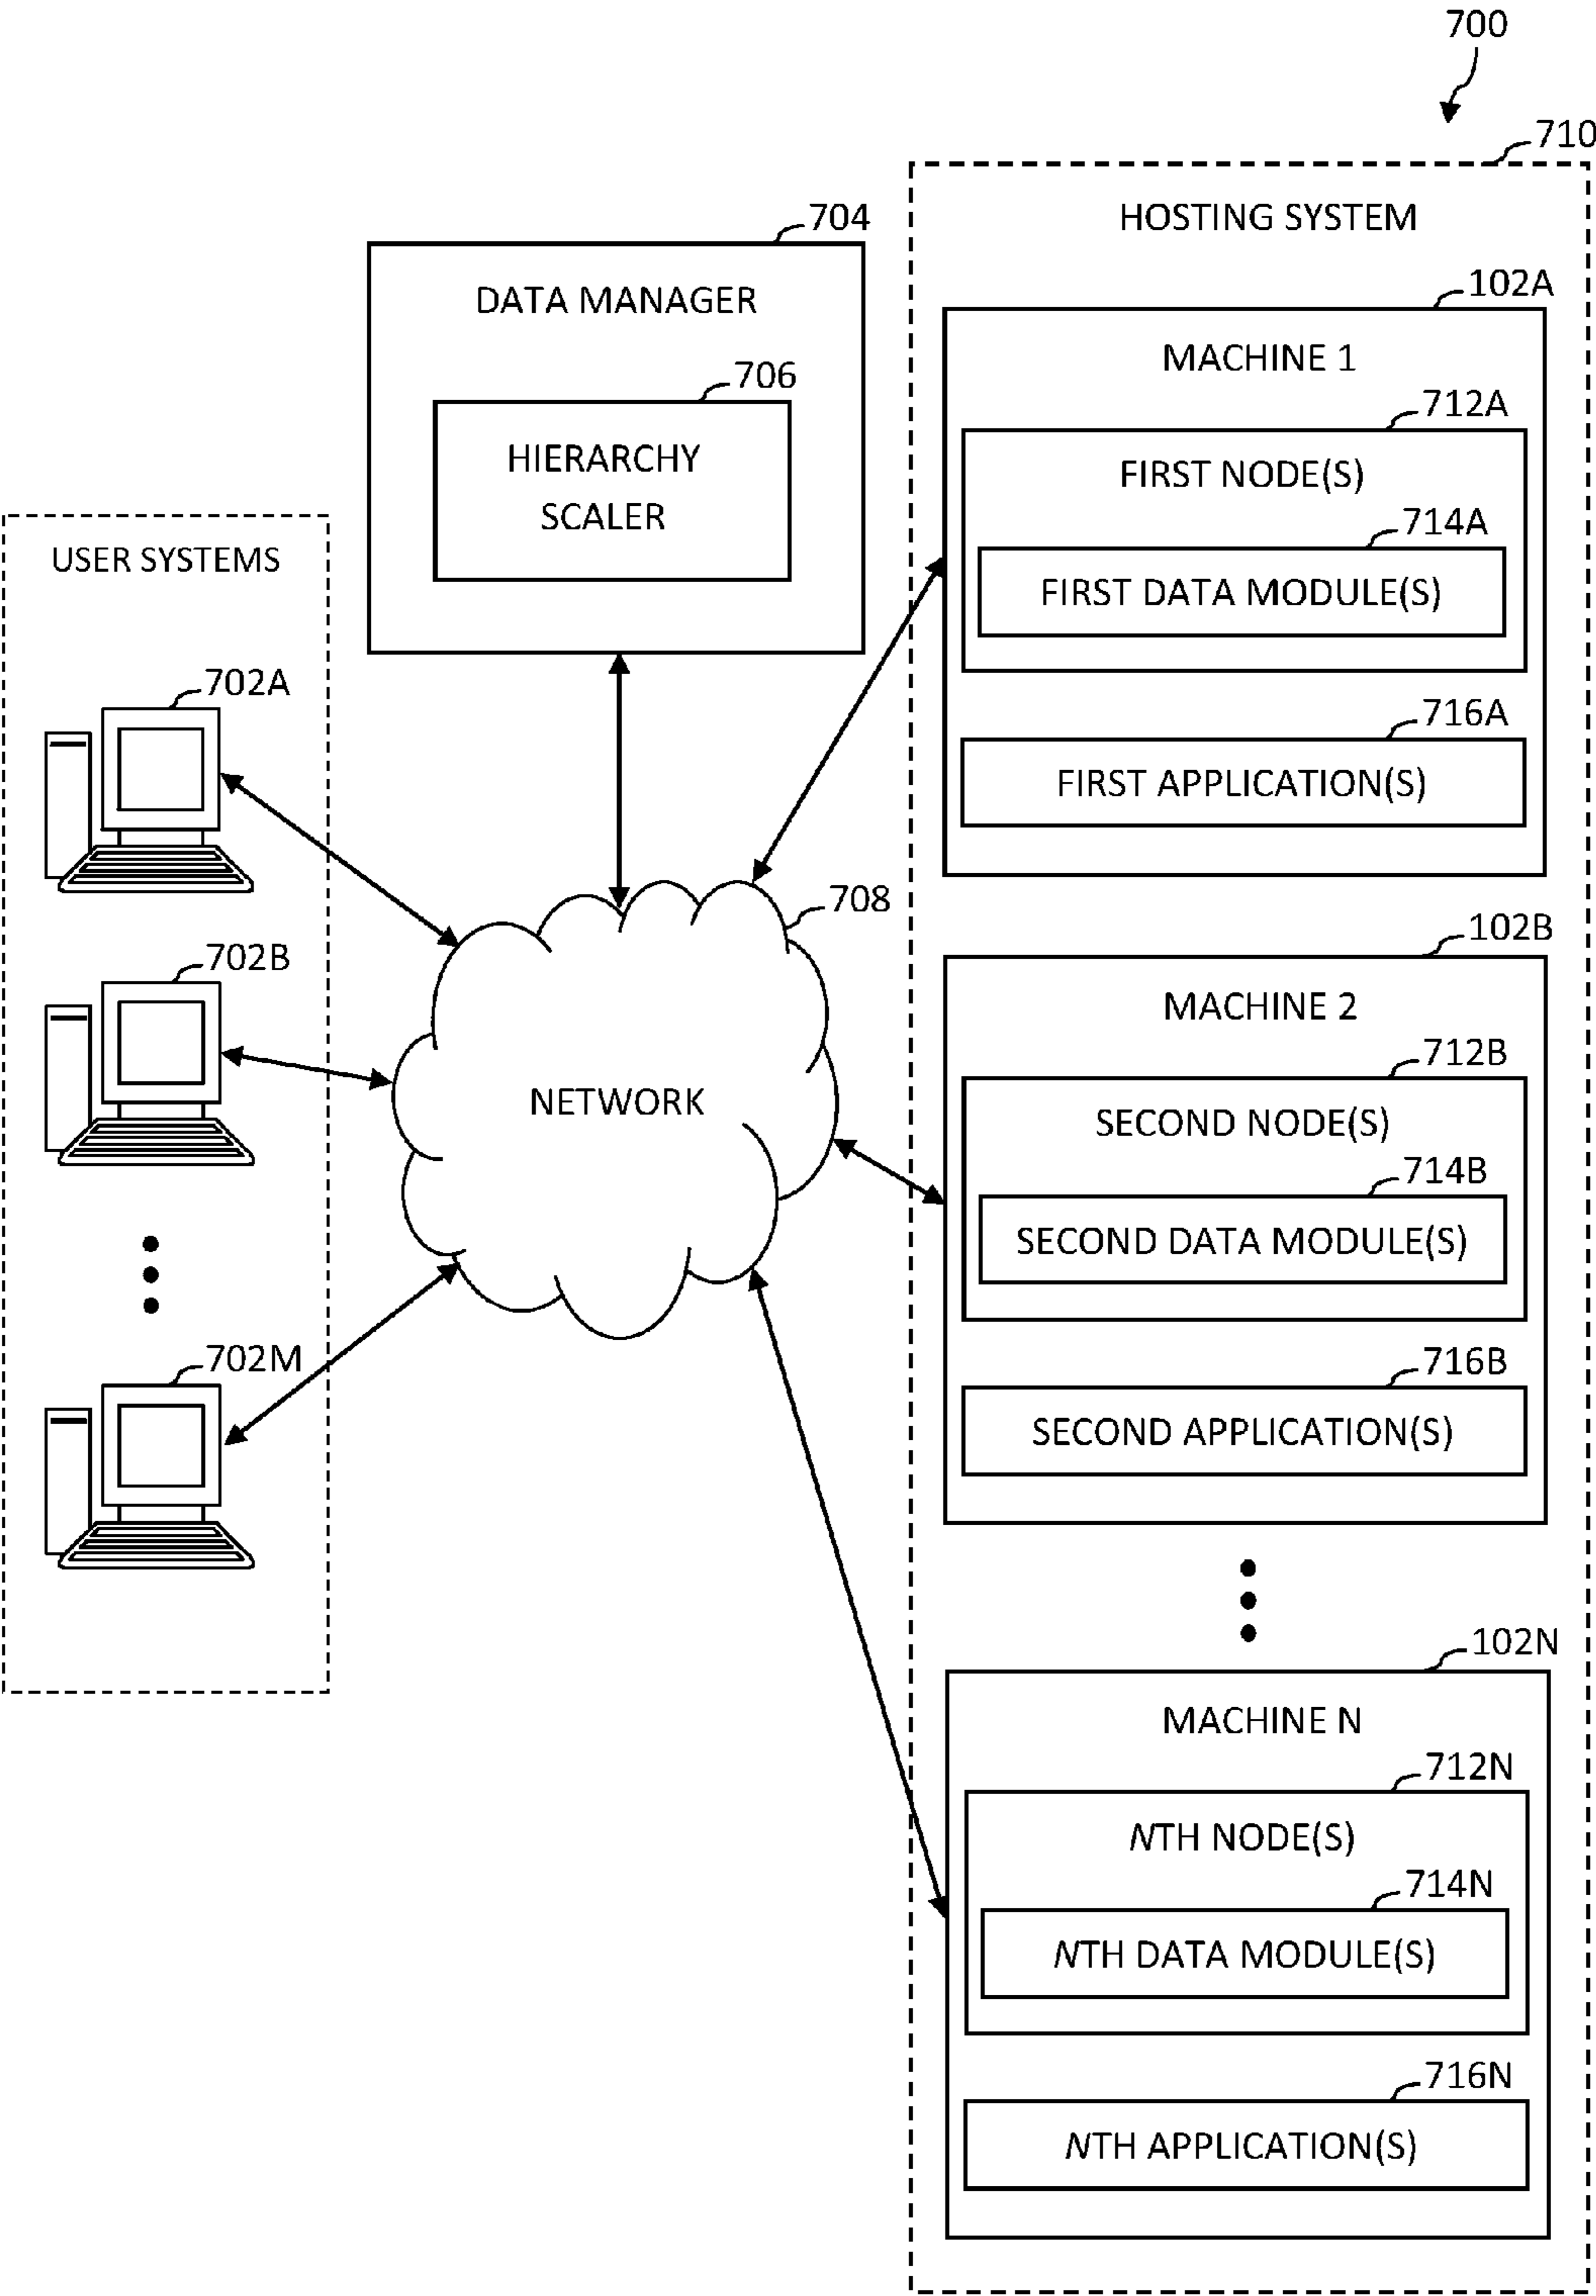 700
710
HOSTING SYSTEM
704
DATA MANAGER
706
HIERARCHY
SCALER
102A
MACHINE 1
712A
FIRST NODE(S)
714A
FIRST DATA MODULE(S)
716A
FIRST APPLICATION(S)
USER SYSTEMS
702A
702B
702M
708
NETWORK
102B
MACHINE 2
712B
SECOND NODE(S)
714B
SECOND DATA MODULE(S)
716B
SECOND APPLICATION(S)
102N
MACHINE N
712N
NTH NODE(S)
714N
NTH DATA MODULE(S)
716N
NTH APPLICATION(S)